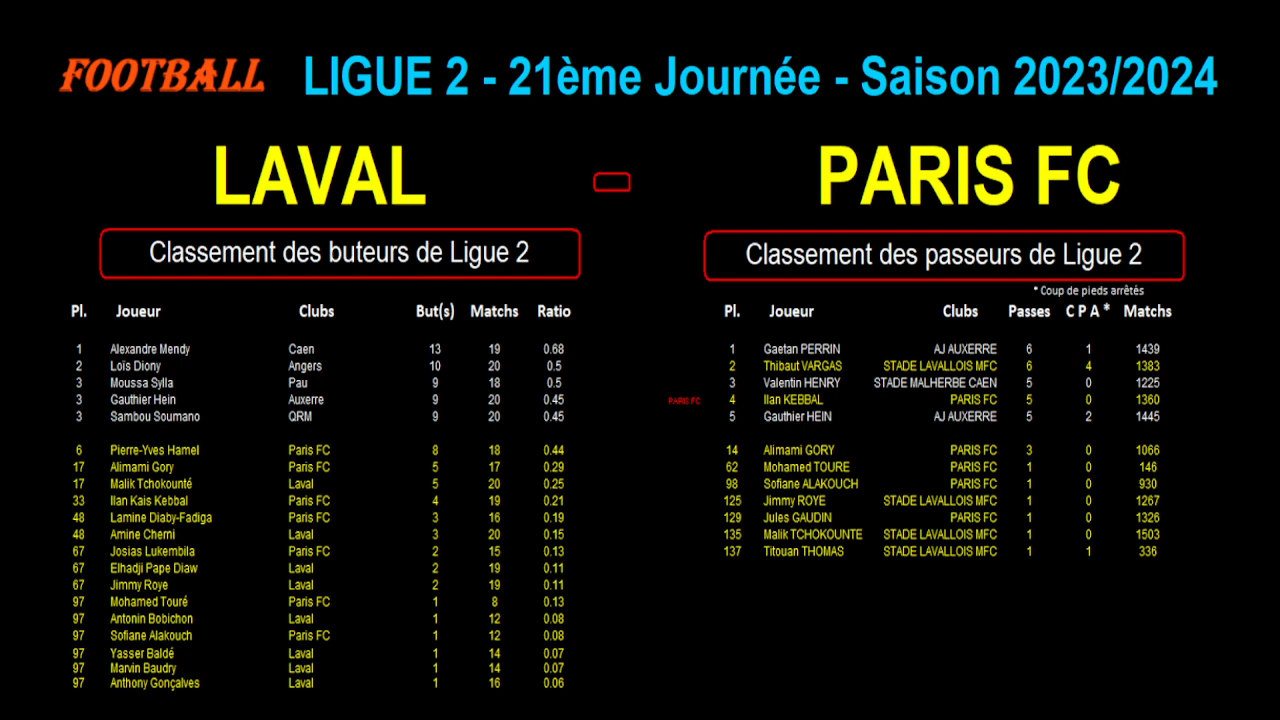 FOOTBALL LIGUE 2 - 21ème Journée - Saison 2023/2024
LAVAL - PARIS FC
Classement des buteurs de Ligue 2
Pl. Joueur Clubs But(s) Matchs Ratio
1 Alexandre Mendy Caen 13 19 0.68
2 Loïs Diony Angers 10 20 0.5
3 Moussa Sylla Pau 9 18 0.5
3 Gauthier Hein Auxerre 9 20 0.45
3 Sambou Soumano QRM 9 20 0.45
6 Pierre-Yves Hamel Paris FC 8 18 0.44
17 Alimami Gory Paris FC 5 17 0.29
17 Malik Tchokounté Laval 5 20 0.25
33 Ilan Kais Kebbal Paris FC 4 19 0.21
48 Lamine Diaby-Fadiga Paris FC 3 16 0.19
48 Amine Cherni Laval 3 20 0.15
67 Josias Lukembila Paris FC 2 15 0.13
67 Elhadji Pape Diaw Laval 2 19 0.11
67 Jimmy Roye Laval 2 19 0.11
97 Mohamed Touré Paris FC 1 8 0.13
97 Antonin Bobichon Laval 1 12 0.08
97 Sofiane Alakouch Paris FC 1 12 0.08
97 Yasser Baldé Laval 1 14 0.07
97 Marvin Baudry Laval 1 14 0.07
97 Anthony Gonçalves Laval 1 16 0.06
Classement des passeurs de Ligue 2
* Coup de pieds arrêtés
Pl. Joueur Clubs Passes C P A * Matchs
1 Gaetan PERRIN AJ AUXERRE 6 1 1439
2 Thibaut VARGAS STADE LAVALLOIS MFC 6 4 1383
3 Valentin HENRY STADE MALHERBE CAEN 5 0 1225
PARIS FC 4 Ilan KEBBAL PARIS FC 5 0 1360
5 Gauthier HEIN AJ AUXERRE 5 2 1445
14 Alimami GORY PARIS FC 3 0 1066
62 Mohamed TOURE PARIS FC 1 0 146
98 Sofiane ALAKOUCH PARIS FC 1 0 930
125 Jimmy ROYE STADE LAVALLOIS MFC 1 0 1267
129 Jules GAUDIN PARIS FC 1 0 1326
135 Malik TCHOKOUNTE STADE LAVALLOIS MFC 1 0 1503
137 Titouan THOMAS STADE LAVALLOIS MFC 1 1 336